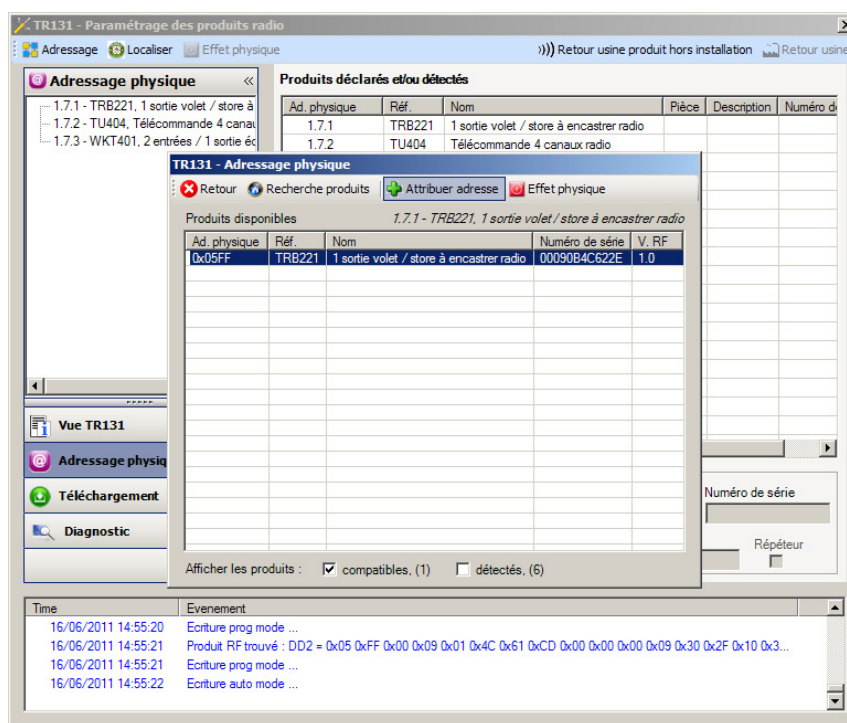 TR131 - Paramétrage des produits radio
Adressage Localiser Effet physique Retour usine produit hors installation Retour usine
Adressage physique «
1.7.1 - TRB221, 1 sortie volet / store à
1.7.2 - TU404, Télécommande 4 canau
1.7.3 - WKT401, 2 entrées / 1 sortie éc
Produits déclarés et/ou détectés
Ad. physique Réf. Nom Pièce Description Numéro d
1.7.1 TRB221 1 sortie volet / store à encastrer radio
1.7.2 TU404 Télécommande 4 canaux radio
TR131 - Adressage physique
Retour Recherche produits Attribuer adresse Effet physique
Produits disponibles 1.7.1 - TRB221, 1 sortie volet / store à encastrer radio
Ad. physique Réf. Nom Numéro de série V. RF
0x05FF TRB221 1 sortie volet / store à encastrer radio 00090B4C622E 1.0
Afficher les produits : compatibles, (1) détectés, (6)
Vue TR131
Adressage physiq
Téléchargement
Diagnostic
Numéro de série
Répéteur
Time Evenement
16/06/2011 14:55:20 Ecriture prog mode ...
16/06/2011 14:55:21 Produit RF trouvé : DD2 = 0x05 0xFF 0x00 0x09 0x01 0x4C 0x61 0xCD 0x00 0x00 0x00 0x09 0x30 0x2F 0x10 0x3...
16/06/2011 14:55:21 Ecriture prog mode ...
16/06/2011 14:55:22 Ecriture auto mode ...